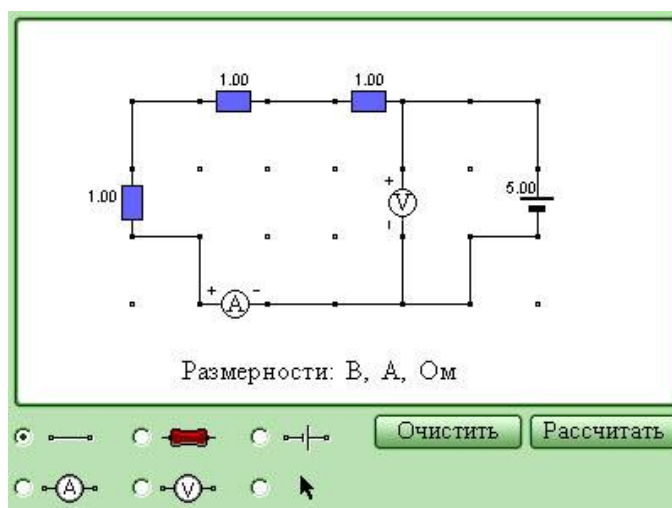 1.00 1.00
1.00 + V - 5.00
+ A -
Размерности: В, А, Ом
Очистить Рассчитать
A V